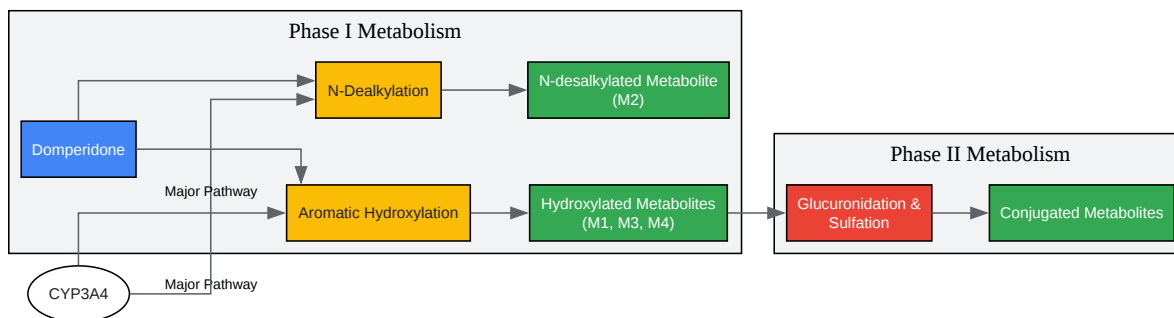 Phase I Metabolism
N-Dealkylation
N-desalkylated Metabolite
(M2)
Domperidone
Phase II Metabolism
Major Pathway
Aromatic Hydroxylation
Hydroxylated Metabolites
(M1, M3, M4)
Glucuronidation &
Sulfation
Conjugated Metabolites
Major Pathway
CYP3A4